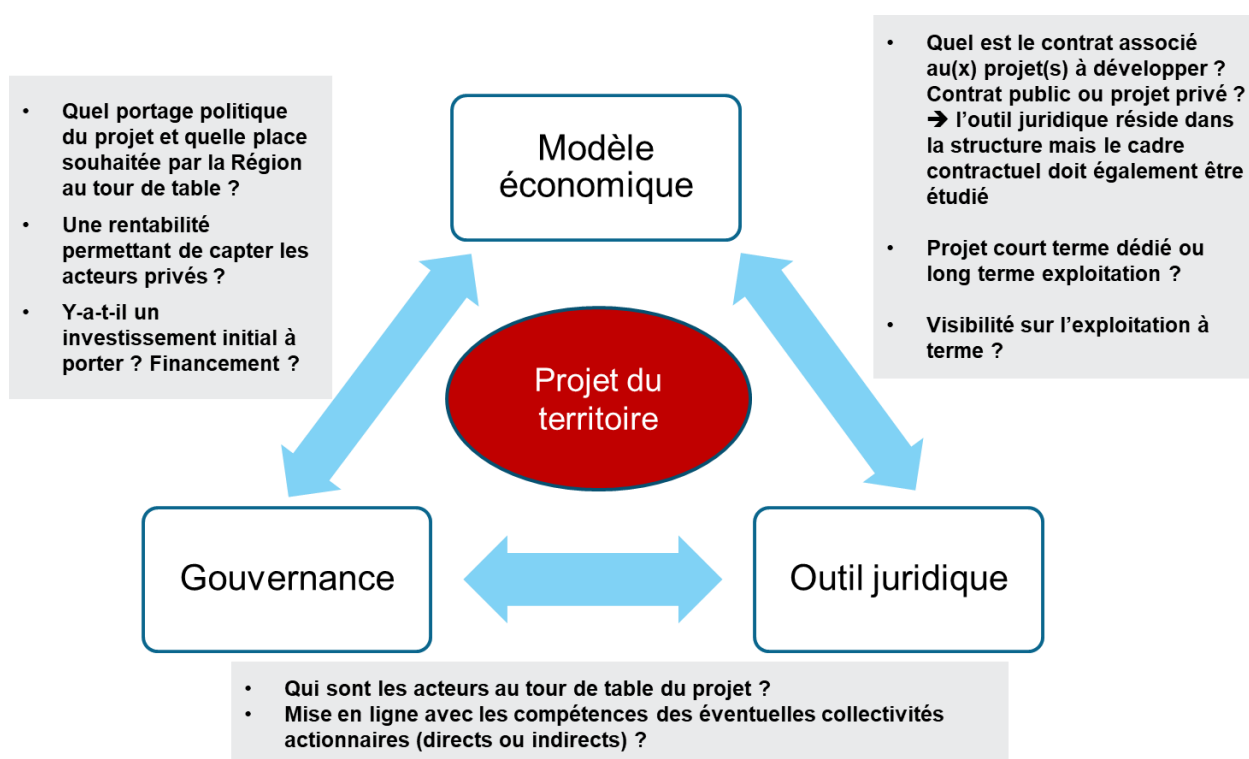 • Quel portage politique
du projet et quelle place
souhaitée par la Région
au tour de table ?
• Une rentabilité
permettant de capter les
acteurs privés ?
• Y-a-t-il un
investissement initial à
porter ? Financement ?
Modèle
économique
• Quel est le contrat associé
au(x) projet(s) à développer ?
Contrat public ou projet privé ?
➔ l’outil juridique réside dans
la structure mais le cadre
contractuel doit également être
étudié
• Projet court terme dédié ou
long terme exploitation ?
• Visibilité sur l’exploitation à
terme ?
Projet du
territoire
Gouvernance
Outil juridique
• Qui sont les acteurs au tour de table du projet ?
• Mise en ligne avec les compétences des éventuelles collectivités
actionnaires (directs ou indirects) ?